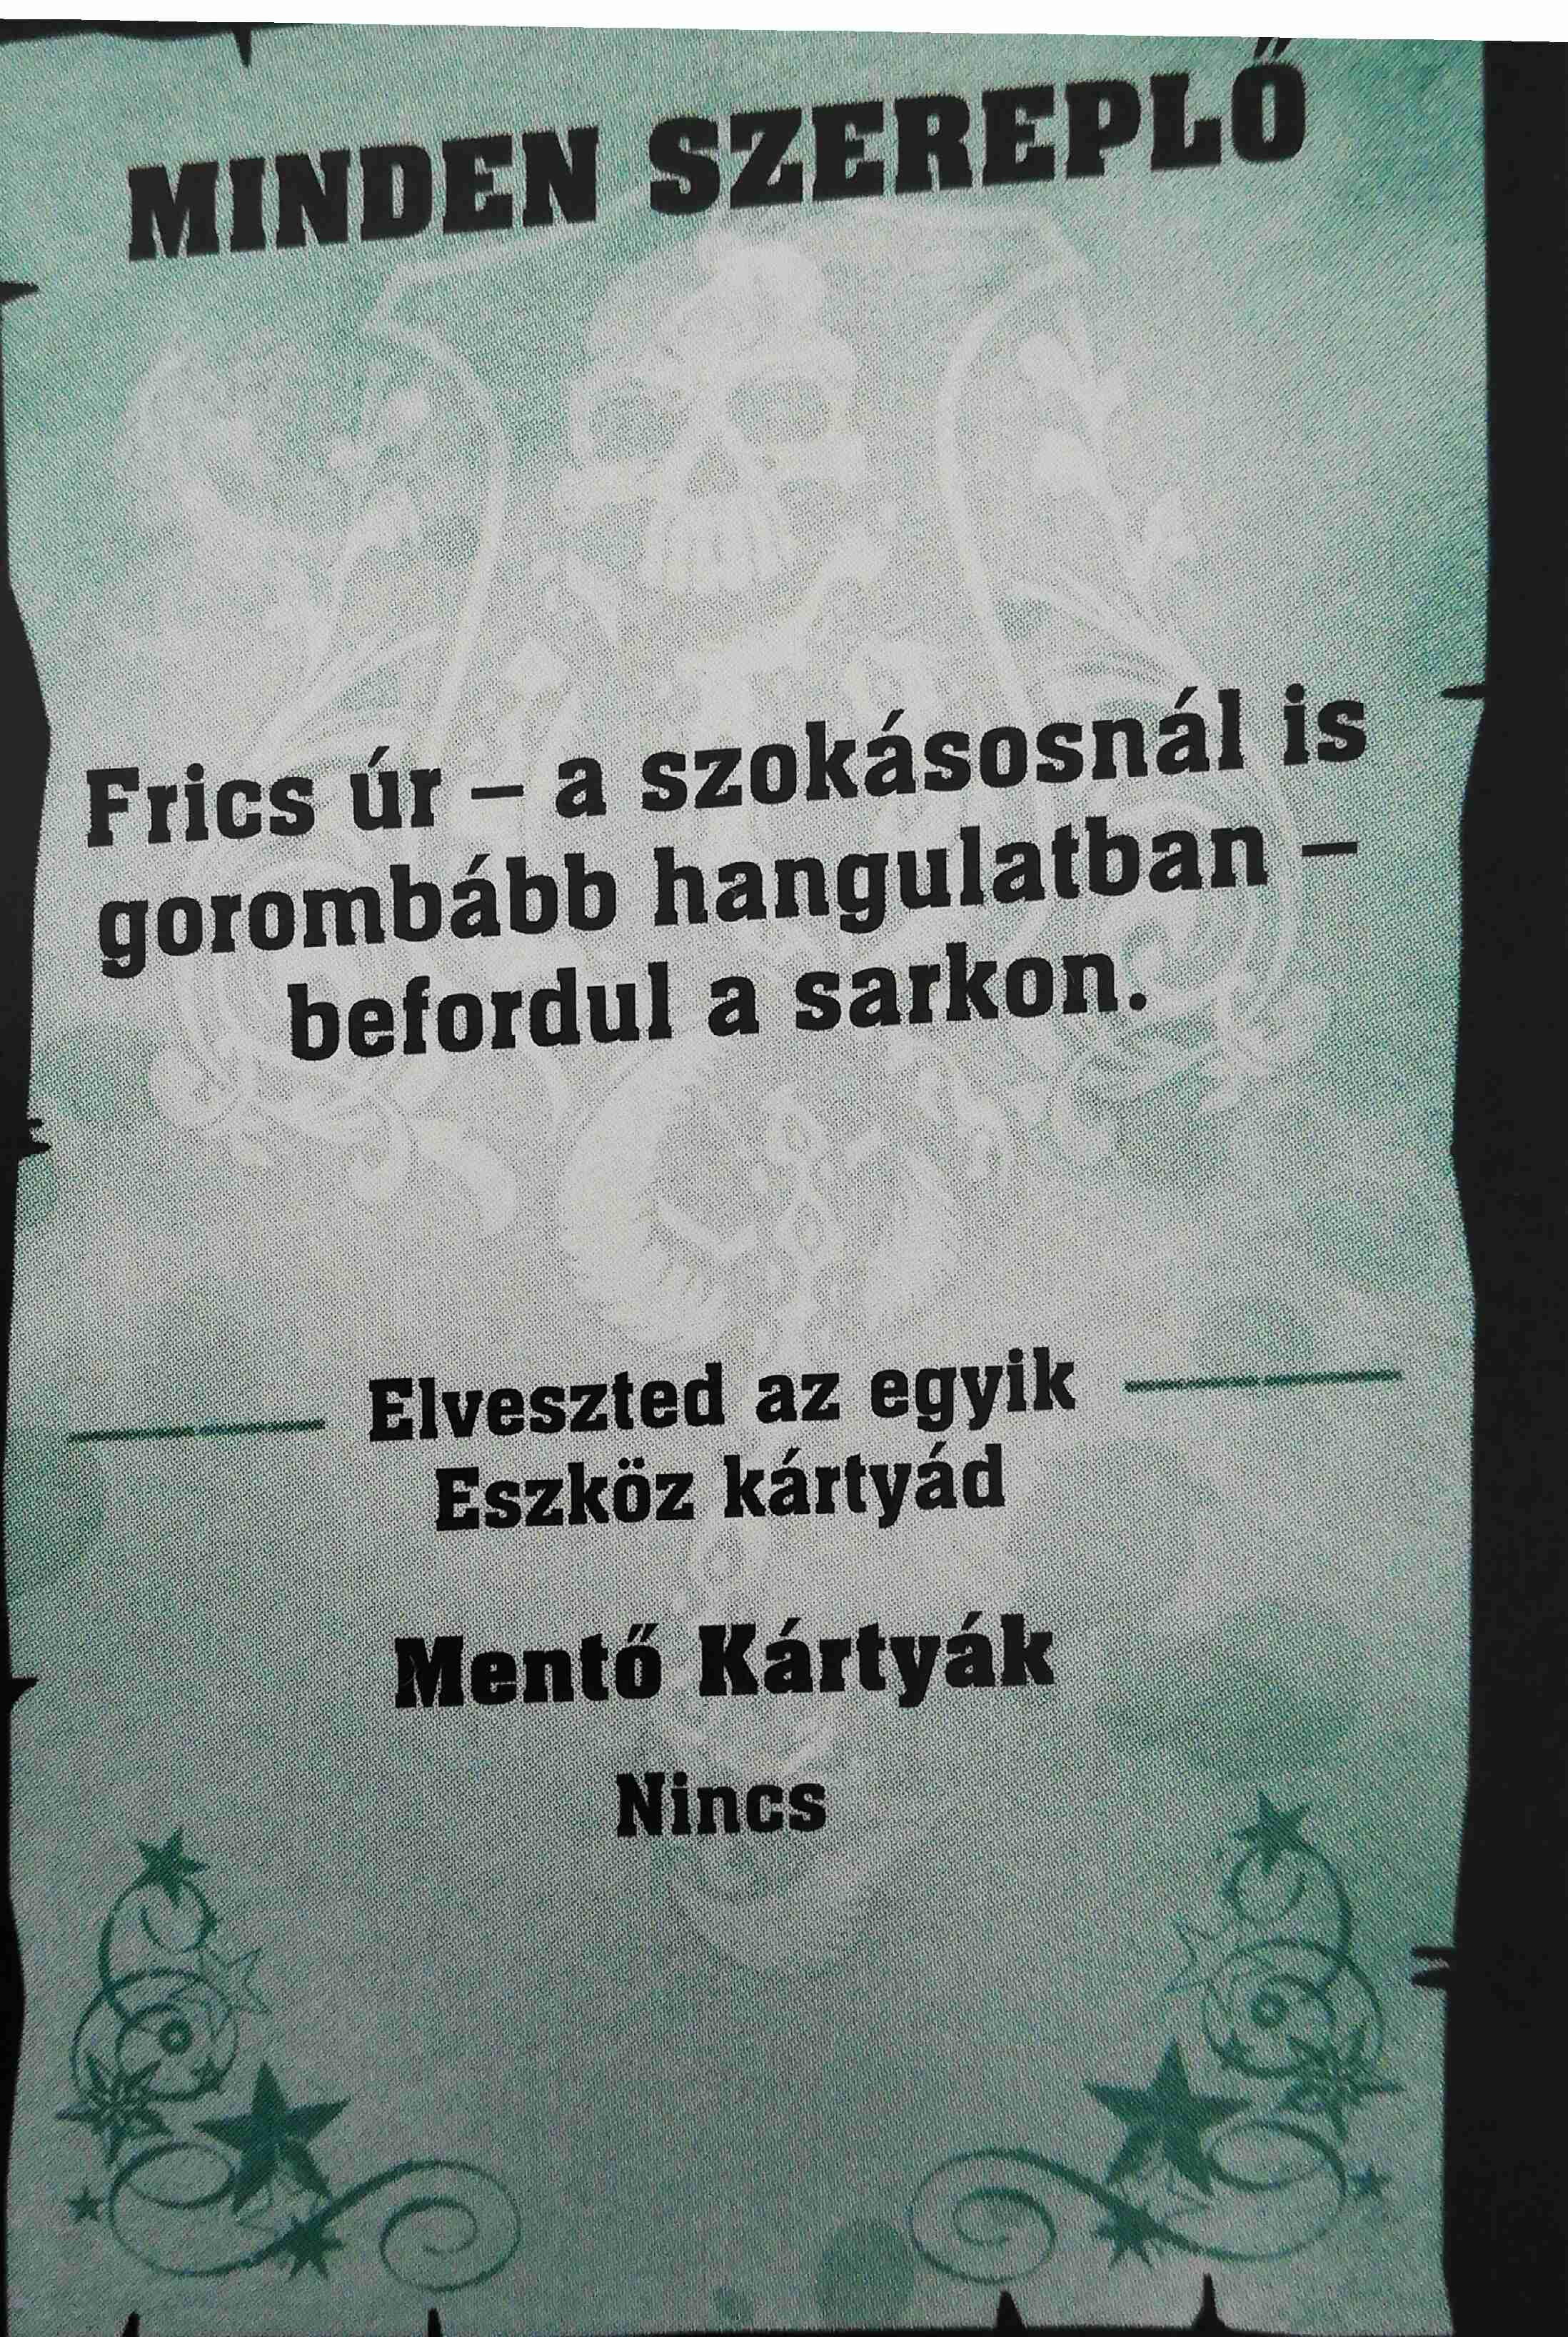 MINDEN SZEREPLŐ
Frics úr – a szokásosnál is
gorombább hangulatban –
befordul a sarkon.
Elveszted az egyik
Eszköz kártyád
Mentő Kártyák
Nincs